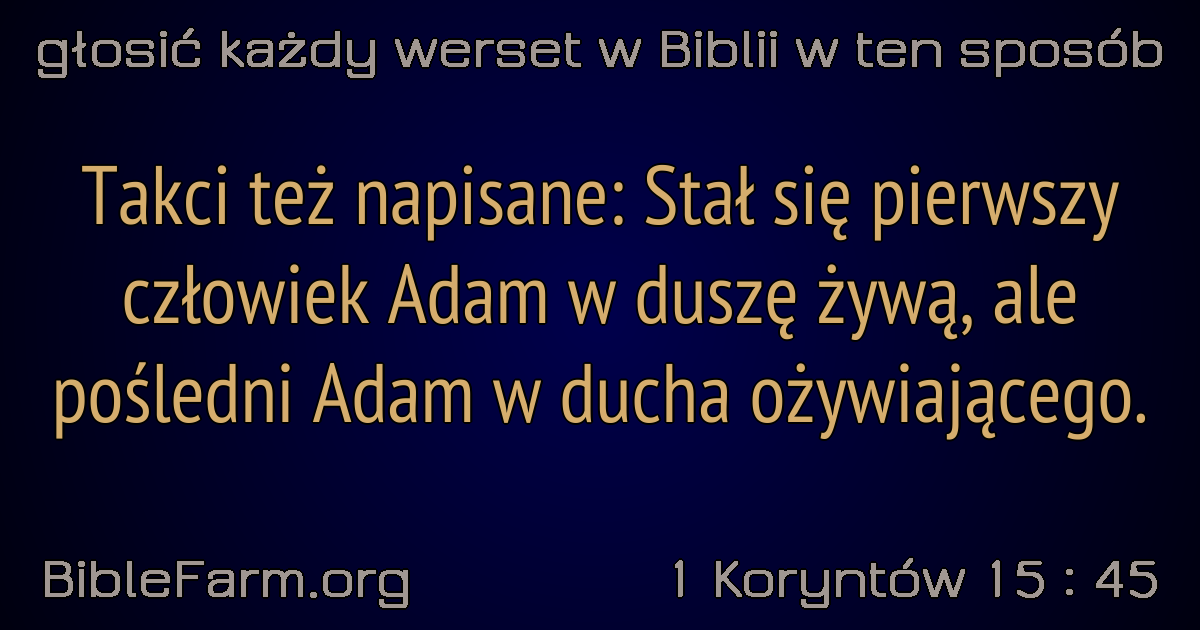 głosić każdy werset w Biblii w ten sposób
Takci też napisane: Stał się pierwszy
człowiek Adam w duszę żywą, ale
pośledni Adam w ducha ożywiającego.
BibleFarm.org
1 Koryntów 15 : 45